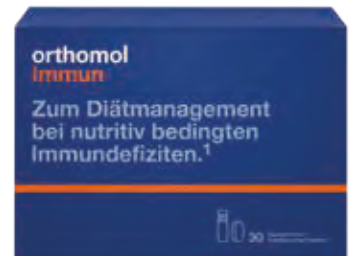 orthomol
immun
Zum Diätmanagement
bei nutritiv bedingten
Immundefiziten.¹
30